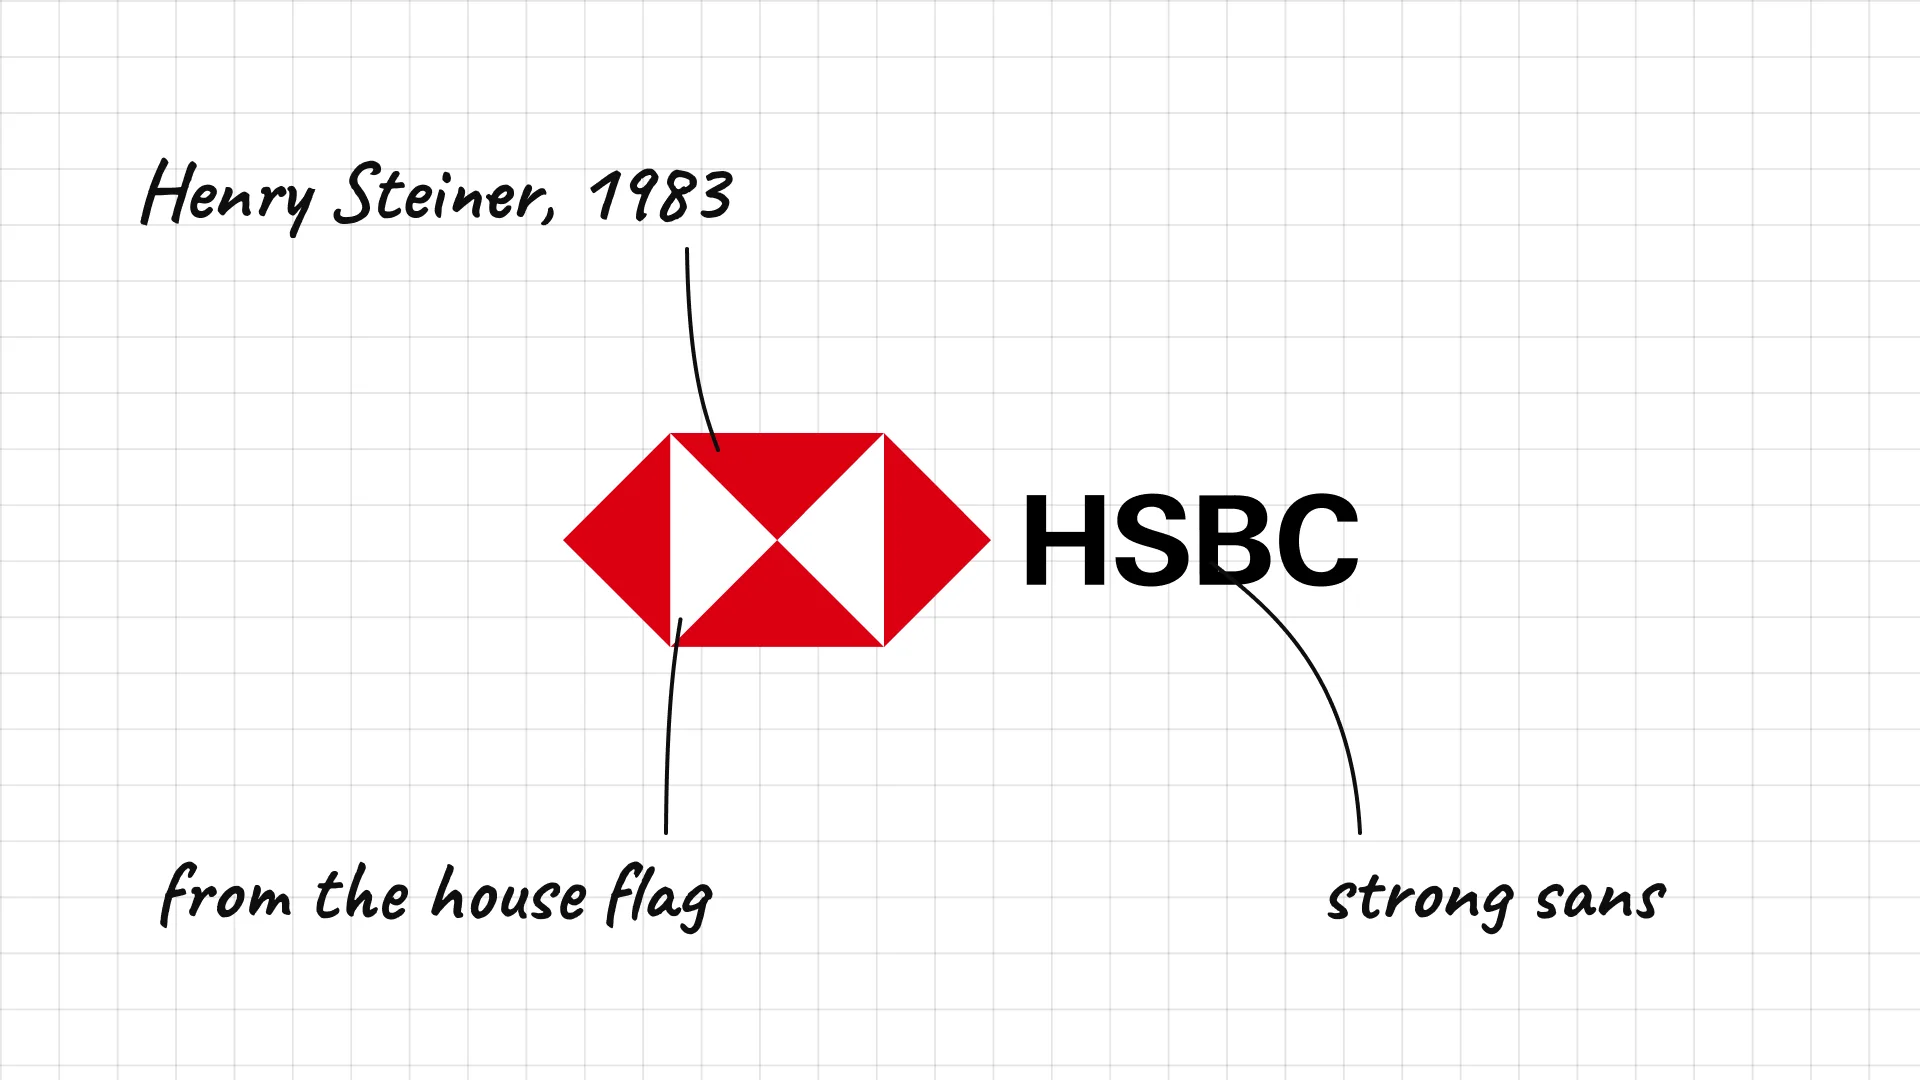 Henry Steiner, 1983
HSBC
from the house flag
strong sans